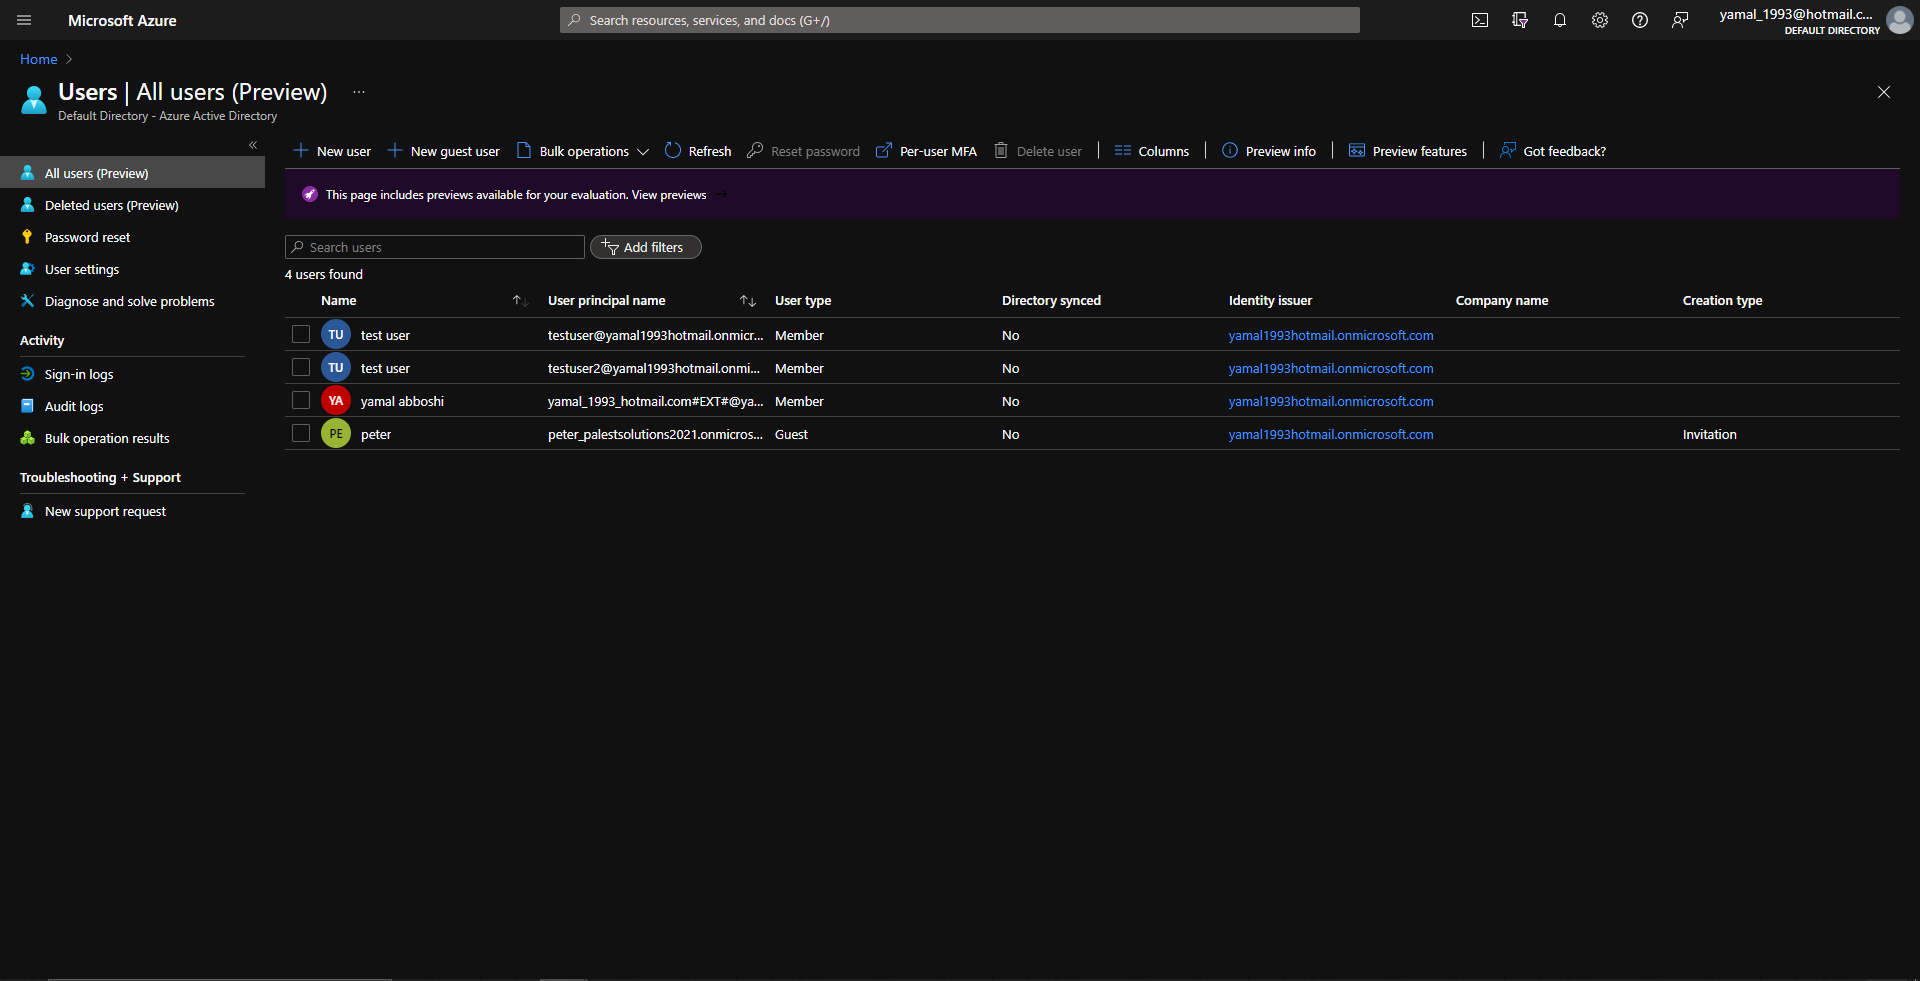 Microsoft Azure
Search resources, services, and docs (G+/)
yamal_1993@hotmail.c...
DEFAULT DIRECTORY
Home
Users | All users (Preview) ...
Default Directory - Azure Active Directory
All users (Preview)
Deleted users (Preview)
Password reset
User settings
Diagnose and solve problems
Activity
Sign-in logs
Audit logs
Bulk operation results
Troubleshooting + Support
New support request
New user New guest user Bulk operations Refresh Reset password Per-user MFA Delete user Columns Preview info Preview features Got feedback?
This page includes previews available for your evaluation. View previews →
Search users Add filters
4 users found
Name User principal name User type Directory synced Identity issuer Company name Creation type
TU test user testuser@yamal1993hotmail.onmicr... Member No yamal1993hotmail.onmicrosoft.com
TU test user testuser2@yamal1993hotmail.onmi... Member No yamal1993hotmail.onmicrosoft.com
YA yamal abboshi yamal_1993_hotmail.com#EXT#@ya... Member No yamal1993hotmail.onmicrosoft.com
PE peter peter_palestsolutions2021.onmicros... Guest No yamal1993hotmail.onmicrosoft.com Invitation